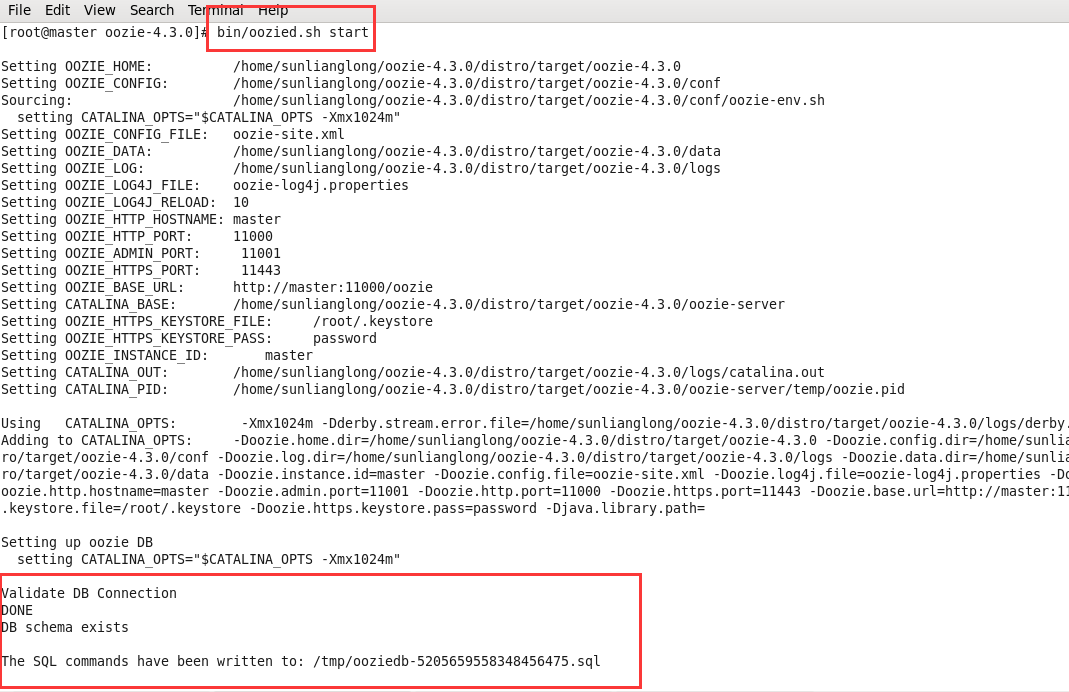 File Edit View Search Terminal Help
[root@master oozie-4.3.0]# bin/oozied.sh start
Setting OOZIE_HOME: /home/sunlianglong/oozie-4.3.0/distro/target/oozie-4.3.0
Setting OOZIE_CONFIG: /home/sunlianglong/oozie-4.3.0/distro/target/oozie-4.3.0/conf
Sourcing: /home/sunlianglong/oozie-4.3.0/distro/target/oozie-4.3.0/conf/oozie-env.sh
setting CATALINA_OPTS="$CATALINA_OPTS -Xmx1024m"
Setting OOZIE_CONFIG_FILE: oozie-site.xml
Setting OOZIE_DATA: /home/sunlianglong/oozie-4.3.0/distro/target/oozie-4.3.0/data
Setting OOZIE_LOG: /home/sunlianglong/oozie-4.3.0/distro/target/oozie-4.3.0/logs
Setting OOZIE_LOG4J_FILE: oozie-log4j.properties
Setting OOZIE_LOG4J_RELOAD: 10
Setting OOZIE_HTTP_HOSTNAME: master
Setting OOZIE_HTTP_PORT: 11000
Setting OOZIE_ADMIN_PORT: 11001
Setting OOZIE_HTTPS_PORT: 11443
Setting OOZIE_BASE_URL: http://master:11000/oozie
Setting CATALINA_BASE: /home/sunlianglong/oozie-4.3.0/distro/target/oozie-4.3.0/oozie-server
Setting OOZIE_HTTPS_KEYSTORE_FILE: /root/.keystore
Setting OOZIE_HTTPS_KEYSTORE_PASS: password
Setting OOZIE_INSTANCE_ID: master
Setting CATALINA_OUT: /home/sunlianglong/oozie-4.3.0/distro/target/oozie-4.3.0/logs/catalina.out
Setting CATALINA_PID: /home/sunlianglong/oozie-4.3.0/distro/target/oozie-4.3.0/oozie-server/temp/oozie.pid
Using CATALINA_OPTS: -Xmx1024m -Dderby.stream.error.file=/home/sunlianglong/oozie-4.3.0/distro/target/oozie-4.3.0/logs/derby.
Adding to CATALINA_OPTS: -Doozie.home.dir=/home/sunlianglong/oozie-4.3.0/distro/target/oozie-4.3.0 -Doozie.config.dir=/home/sunlia
ro/target/oozie-4.3.0/conf -Doozie.log.dir=/home/sunlianglong/oozie-4.3.0/distro/target/oozie-4.3.0/logs -Doozie.data.dir=/home/sunlia
ro/target/oozie-4.3.0/data -Doozie.instance.id=master -Doozie.config.file=oozie-site.xml -Doozie.log4j.file=oozie-log4j.properties -Do
oozie.http.hostname=master -Doozie.admin.port=11001 -Doozie.http.port=11000 -Doozie.https.port=11443 -Doozie.base.url=http://master:11
.keystore.file=/root/.keystore -Doozie.https.keystore.pass=password -Djava.library.path=
Setting up oozie DB
setting CATALINA_OPTS="$CATALINA_OPTS -Xmx1024m"
Validate DB Connection
DONE
DB schema exists
The SQL commands have been written to: /tmp/ooziedb-5205659558348456475.sql